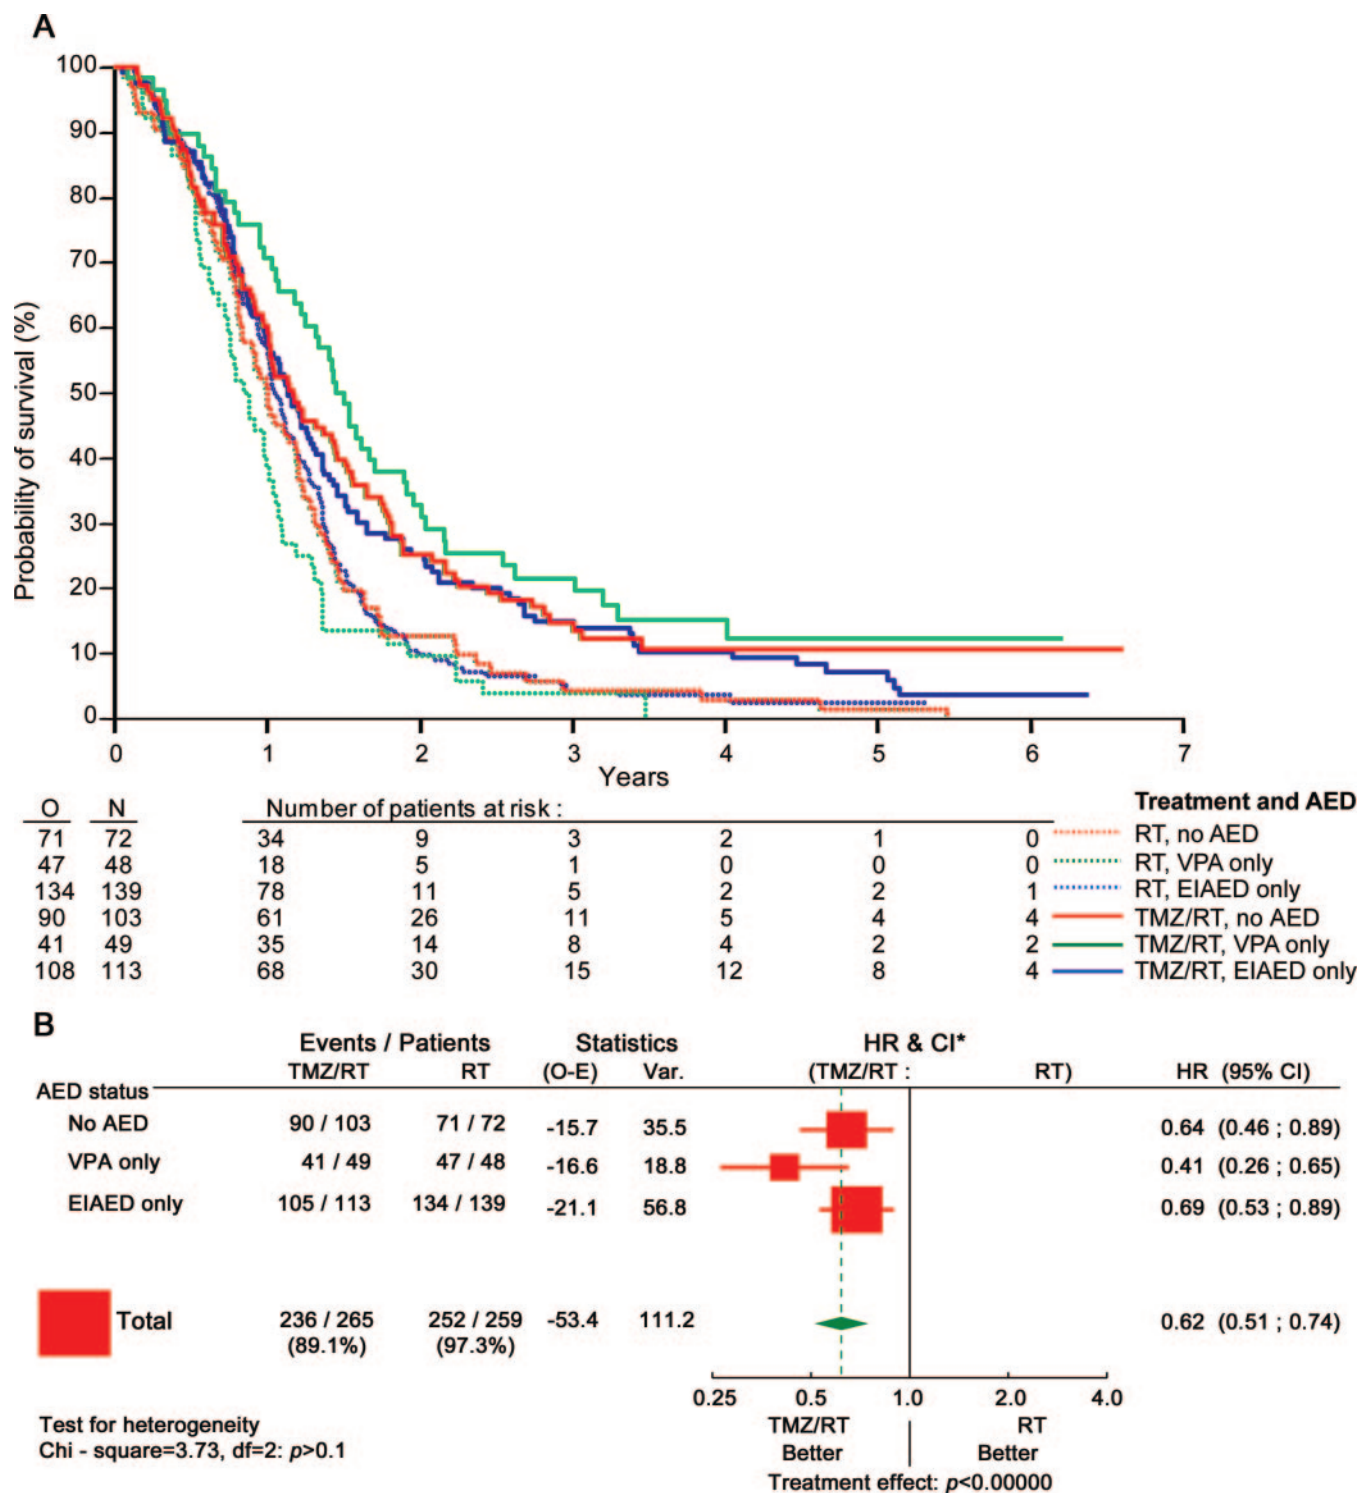 A
Probability of survival (%)
100
90
80
70
60
50
40
30
20
10
0
0 1 2 3 4 5 6 7
Years
O N Number of patients at risk : Treatment and AED
71 72 34 9 3 2 1 0 RT, no AED
47 48 18 5 1 0 0 0 RT, VPA only
134 139 78 11 5 2 2 1 RT, EIAED only
90 103 61 26 11 5 4 4 TMZ/RT, no AED
41 49 35 14 8 4 2 2 TMZ/RT, VPA only
108 113 68 30 15 12 8 4 TMZ/RT, EIAED only
B
Events / Patients Statistics HR & CI*
AED status TMZ/RT RT (O-E) Var. (TMZ/RT : RT) HR (95% CI)
No AED 90 / 103 71 / 72 -15.7 35.5 0.64 (0.46 ; 0.89)
VPA only 41 / 49 47 / 48 -16.6 18.8 0.41 (0.26 ; 0.65)
EIAED only 105 / 113 134 / 139 -21.1 56.8 0.69 (0.53 ; 0.89)
Total 236 / 265 252 / 259 -53.4 111.2 0.62 (0.51 ; 0.74)
(89.1%) (97.3%)
0.25 0.5 1.0 2.0 4.0
TMZ/RT RT
Better Better
Test for heterogeneity
Chi - square=3.73, df=2: p>0.1
Treatment effect: p<0.00000